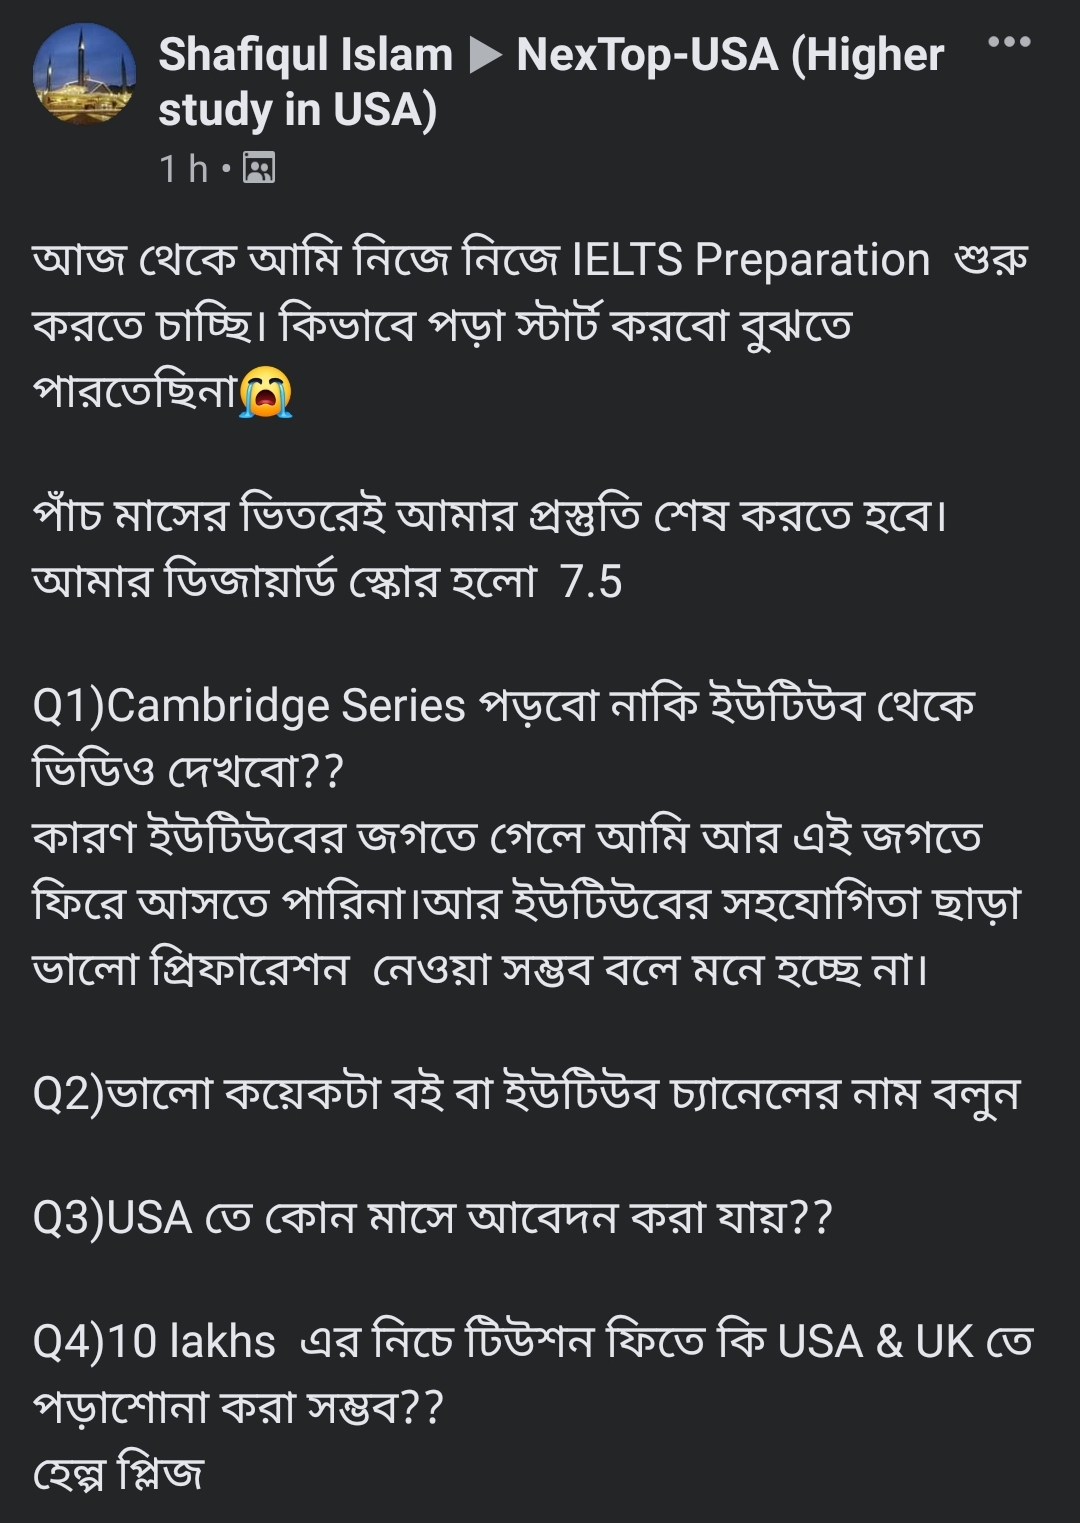 Shafiqul Islam ▶ NexTop-USA (Higher
study in USA)
1 h •
আজ থেকে আমি নিজে নিজে IELTS Preparation শুরু
করতে চাচ্ছি। কিভাবে পড়া স্টার্ট করবো বুঝতে
পারতেছিনা😭
পাঁচ মাসের ভিতরেই আমার প্রস্তুতি শেষ করতে হবে।
আমার ডিজায়ার্ড স্কোর হলো 7.5
Q1)Cambridge Series পড়বো নাকি ইউটিউব থেকে
ভিডিও দেখবো??
কারণ ইউটিউবের জগতে গেলে আমি আর এই জগতে
ফিরে আসতে পারিনা।আর ইউটিউবের সহযোগিতা ছাড়া
ভালো প্রিফারেশন নেওয়া সম্ভব বলে মনে হচ্ছে না।
Q2)ভালো কয়েকটা বই বা ইউটিউব চ্যানেলের নাম বলুন
Q3)USA তে কোন মাসে আবেদন করা যায়??
Q4)10 lakhs এর নিচে টিউশন ফিতে কি USA & UK তে
পড়াশোনা করা সম্ভব??
হেল্প প্লিজ